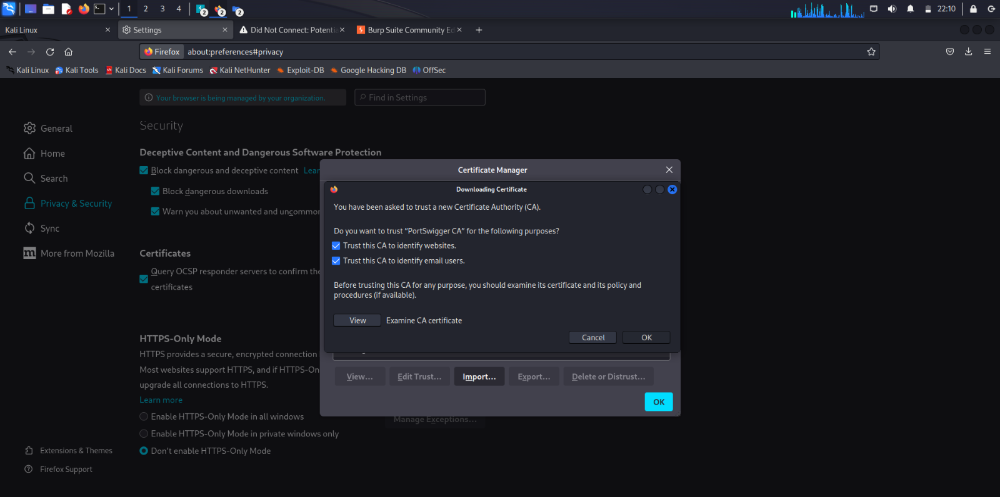 1 2 3 4 2 2 2 22:10
Kali Linux Settings Did Not Connect: Potentia Burp Suite Community Ed
Firefox about:preferences#privacy
Kali Linux Kali Tools Kali Docs Kali Forums Kali NetHunter Exploit-DB Google Hacking DB OffSec
Your browser is being managed by your organization. Find in Settings
General
Home
Search
Privacy & Security
Sync
m More from Mozilla
Extensions & Themes
Firefox Support
Security
Deceptive Content and Dangerous Software Protection
Block dangerous and deceptive content Lear
Block dangerous downloads
Warn you about unwanted and uncommon
Certificates
Query OCSP responder servers to confirm the
certificates
HTTPS-Only Mode
HTTPS provides a secure, encrypted connection
Most websites support HTTPS, and if HTTPS-On
upgrade all connections to HTTPS.
Learn more
Enable HTTPS-Only Mode in all windows
Enable HTTPS-Only Mode in private windows only
Don't enable HTTPS-Only Mode
Manage Exceptions...
Certificate Manager
Downloading Certificate
You have been asked to trust a new Certificate Authority (CA).
Do you want to trust “PortSwigger CA” for the following purposes?
Trust this CA to identify websites.
Trust this CA to identify email users.
Before trusting this CA for any purpose, you should examine its certificate and its policy and
procedures (if available).
View Examine CA certificate
Cancel OK
View... Edit Trust... Import... Export... Delete or Distrust...
OK